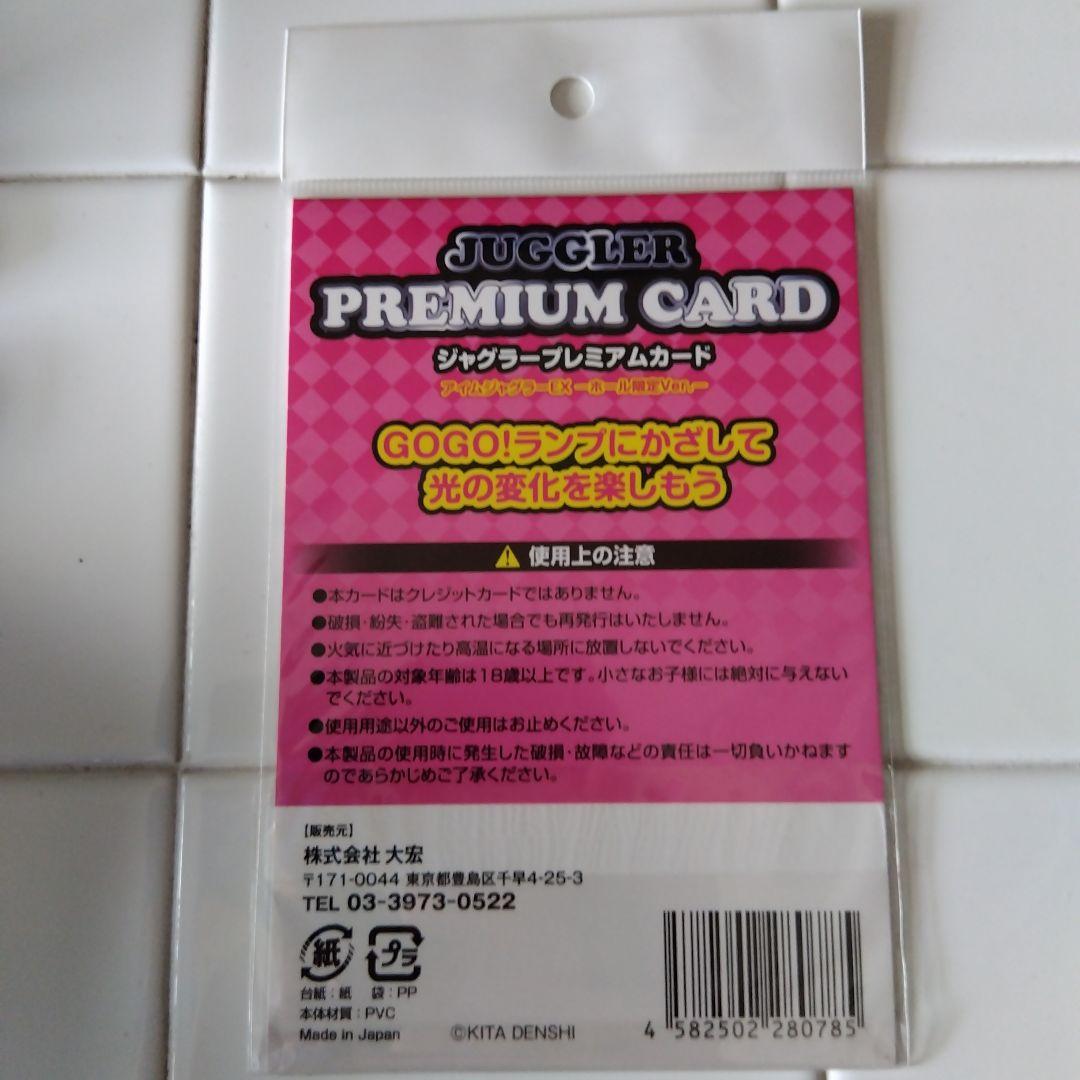 JUGGLER
PREMIUM CARD
ジャグラープレミアムカード
アイムジャグラーEX ーホール限定Ver.ー
GOGO!ランプにかざして
光の変化を楽しもう
使用上の注意
●本カードはクレジットカードではありません。
●破損・紛失・盗難された場合でも再発行はいたしません。
●火気に近づけたり高温になる場所に放置しないでください。
●本製品の対象年齢は18歳以上です。小さなお子様には絶対に与えない
でください。
●使用用途以外のご使用はお止めください。
●本製品の使用時に発生した破損・故障などの責任は一切負いかねます
のであらかじめご了承ください。
【販売元】
株式会社 大宏
〒171-0044 東京都豊島区千早4-25-3
TEL 03-3973-0522
紙 プラ
台紙:紙 袋:PP
本体材質:PVC
Made in Japan ©KITA DENSHI
4 582502 280785